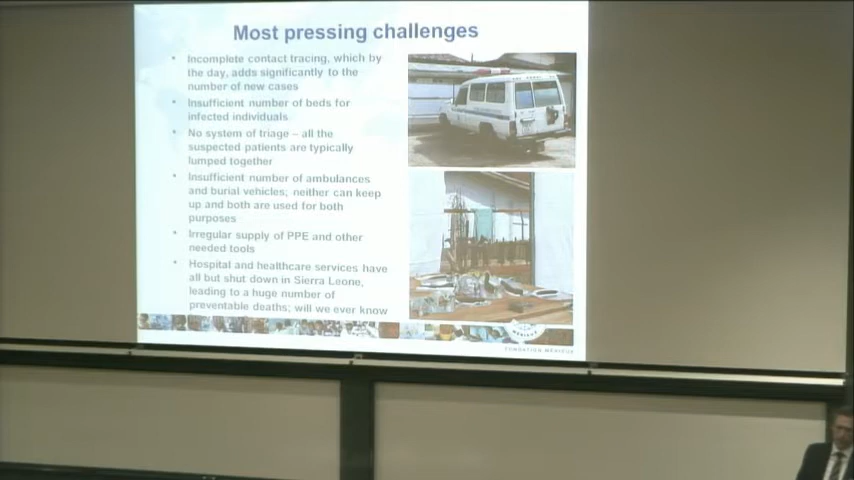 Most pressing challenges
• Incomplete contact tracing, which by
the day, adds significantly to the
number of new cases
• Insufficient number of beds for
infected individuals
• No system of triage – all the
suspected patients are typically
lumped together
• Insufficient number of ambulances
and burial vehicles; neither can keep
up and both are used for both
purposes
• Irregular supply of PPE and other
needed tools
• Hospital and healthcare services have
all but shut down in Sierra Leone,
leading to a huge number of
preventable deaths; will we ever know
MÉRIEUX
FONDATION MÉRIEUX